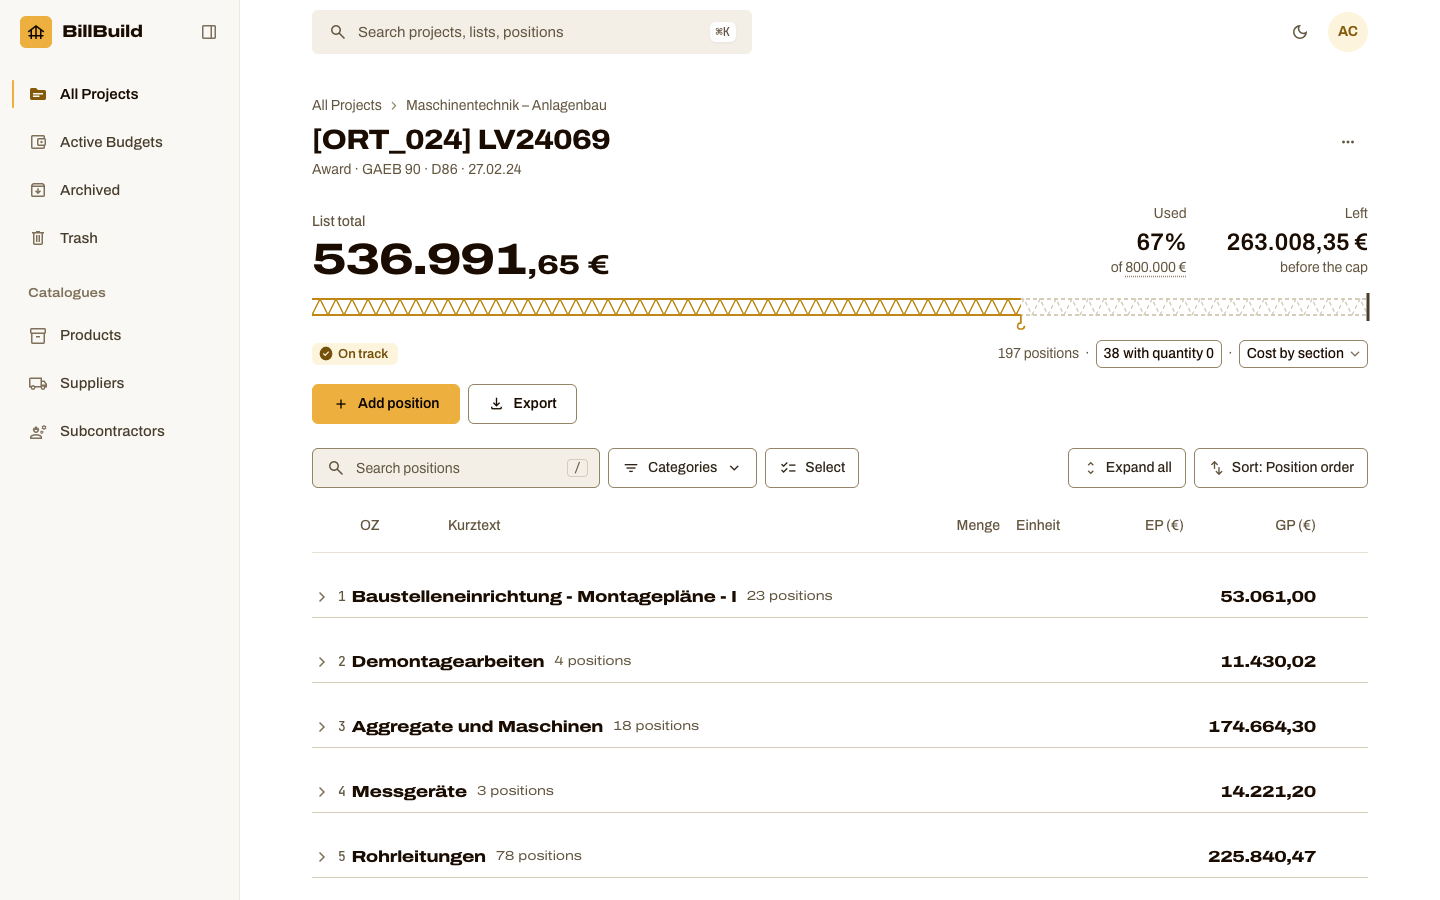 BillBuild
Search projects, lists, positions ⌘K
AC
All Projects
Active Budgets
Archived
Trash
Catalogues
Products
Suppliers
Subcontractors
All Projects > Maschinentechnik – Anlagenbau
[ORT_024] LV24069
Award · GAEB 90 · D86 · 27.02.24
List total
536.991,65 €
Used
67%
of 800.000 €
Left
263.008,35 €
before the cap
On track
197 positions · 38 with quantity 0 · Cost by section
+ Add position
Export
Search positions /
Categories
Select
Expand all
Sort: Position order
OZ Kurztext Menge Einheit EP (€) GP (€)
1 Baustelleneinrichtung - Montagepläne - I 23 positions 53.061,00
2 Demontagearbeiten 4 positions 11.430,02
3 Aggregate und Maschinen 18 positions 174.664,30
4 Messgeräte 3 positions 14.221,20
5 Rohrleitungen 78 positions 225.840,47